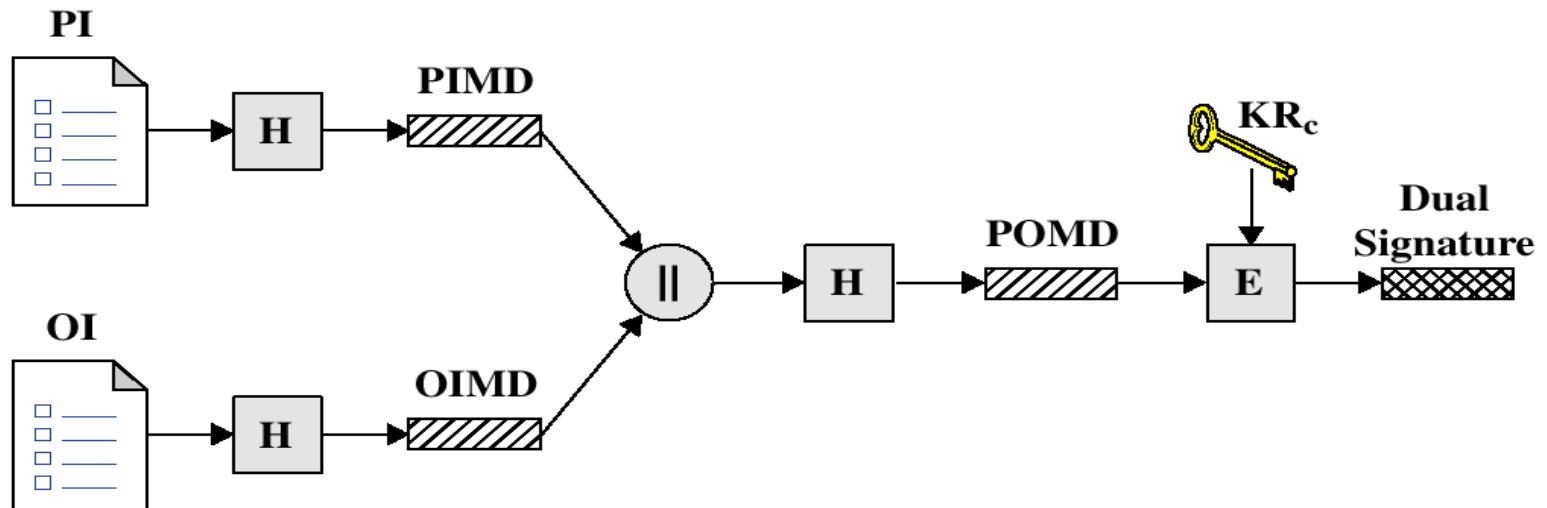 PI
H
PIMD
OI
H
OIMD
||
H
POMD
KRc
E
Dual
Signature